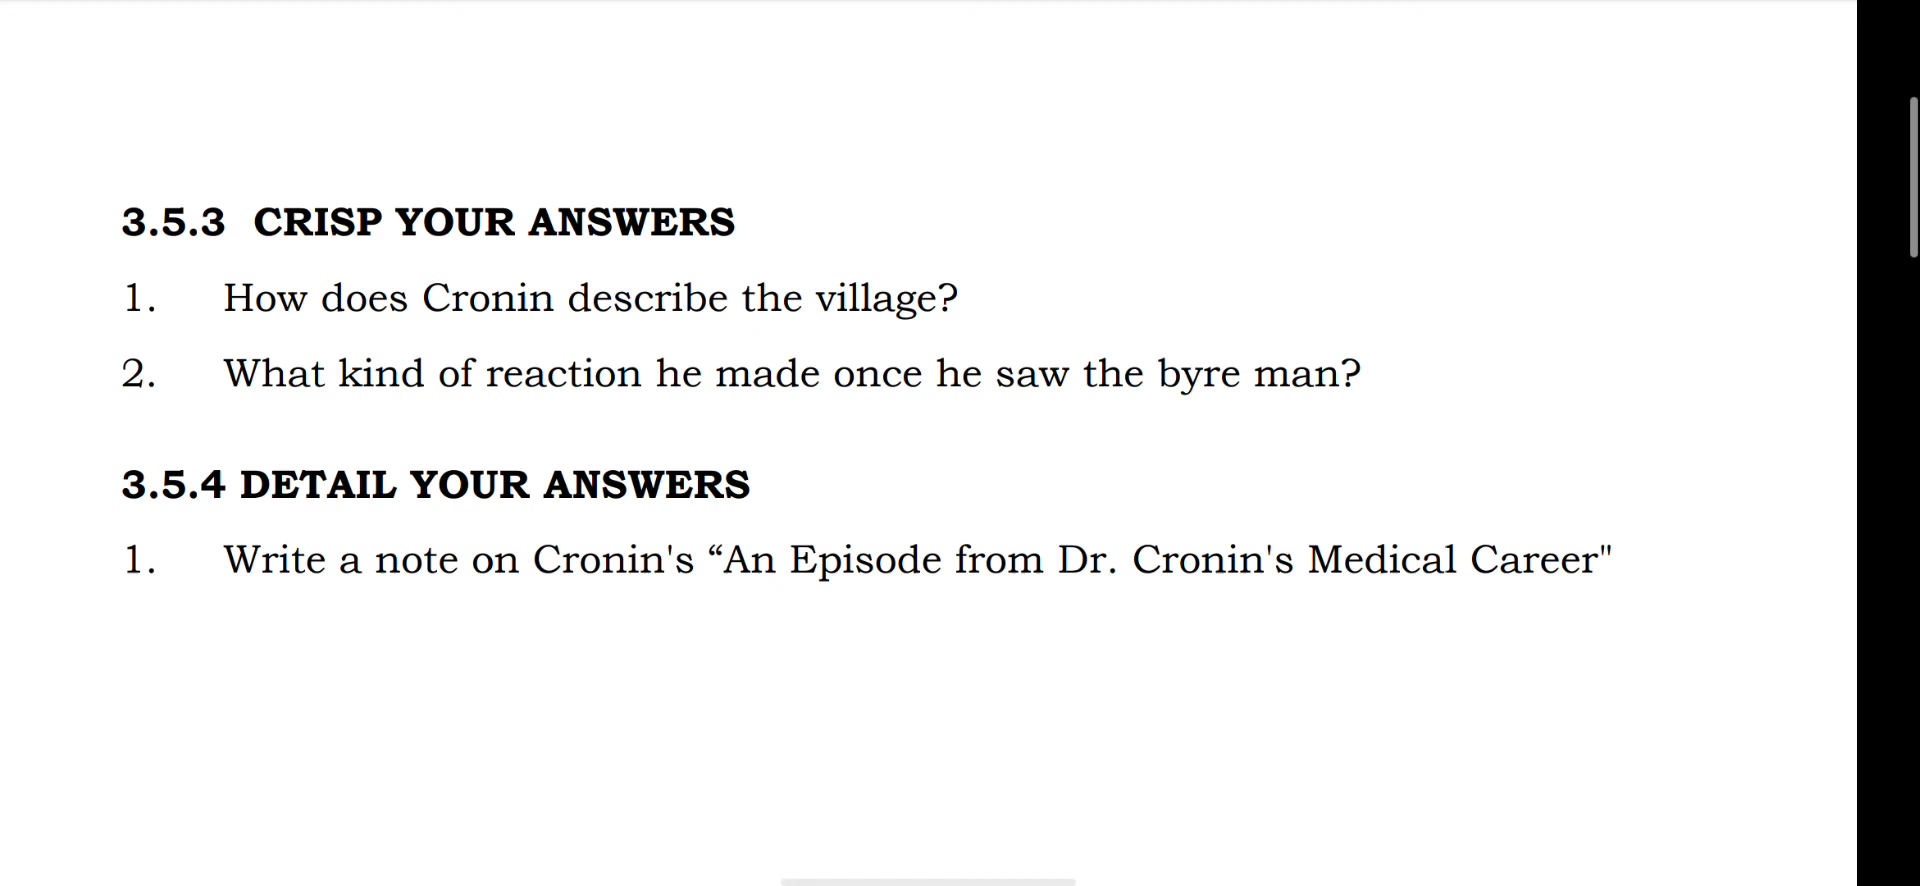 3.5.3 CRISP YOUR ANSWERS
1. How does Cronin describe the village?
2. What kind of reaction he made once he saw the byre man?
3.5.4 DETAIL YOUR ANSWERS
1. Write a note on Cronin's “An Episode from Dr. Cronin's Medical Career"